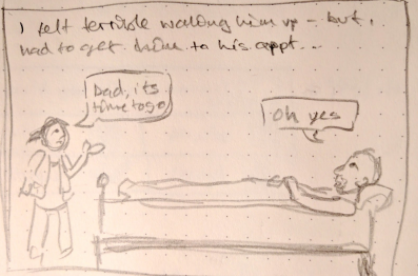 I felt terrible waking him up - but I
had to get him to his appt...
Dad, its
time to go
Oh yes